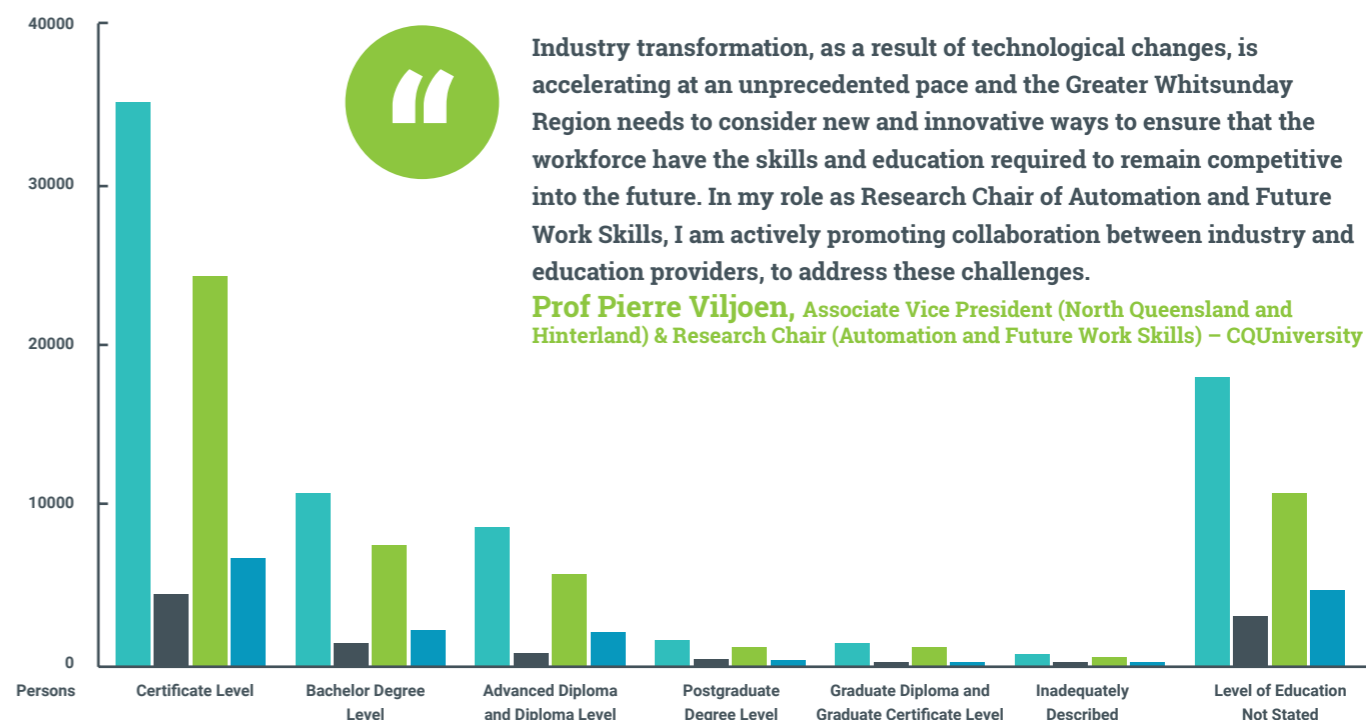 40000
“
Industry transformation, as a result of technological changes, is
accelerating at an unprecedented pace and the Greater Whitsunday
Region needs to consider new and innovative ways to ensure that the
workforce have the skills and education required to remain competitive
into the future. In my role as Research Chair of Automation and Future
Work Skills, I am actively promoting collaboration between industry and
education providers, to address these challenges.
Prof Pierre Viljoen, Associate Vice President (North Queensland and
Hinterland) & Research Chair (Automation and Future Work Skills) – CQUniversity
30000
20000
10000
0
Persons
Certificate Level
Bachelor Degree
Level
Advanced Diploma
and Diploma Level
Postgraduate
Degree Level
Graduate Diploma and
Graduate Certificate Level
Inadequately
Described
Level of Education
Not Stated